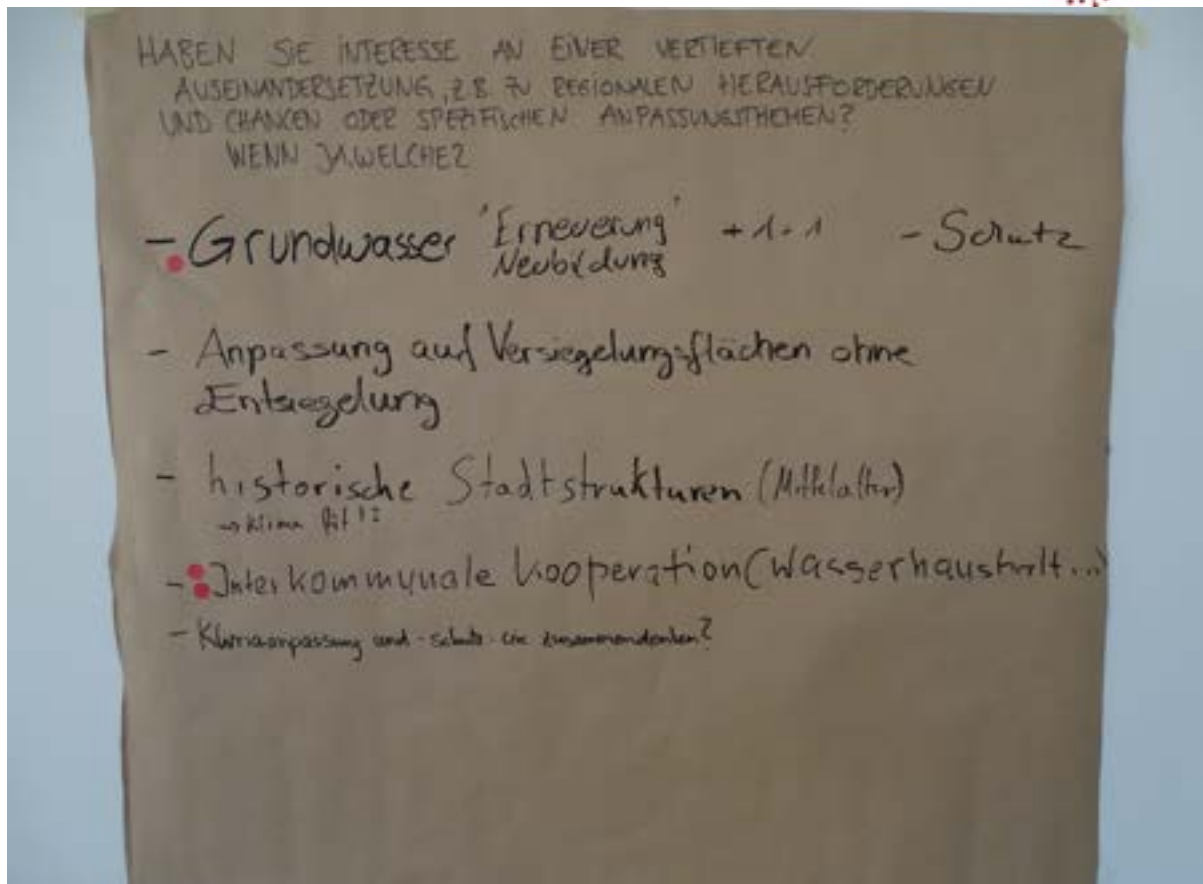 HABEN SIE INTERESSE AN EINER VERTIEFTEN
AUSEINANDERSETZUNG, Z.B. ZU REGIONALEN HERAUSFORDERUNGEN
UND CHANCEN ODER SPEZIFISCHEN ANPASSUNGSTHEMEN?
WENN JA, WELCHE?
- Grundwasser 'Erneuerung' +1+1 - Schutz
Neubildung
- Anpassung auf Versiegelungsflächen ohne
Entsiegelung
- historische Stadtstrukturen (Mittelalter)
→ Klima fit!?
- Interkommunale Kooperation (Wasserhaushalt...)
- Klimaanpassung und -schutz zusammendenken?